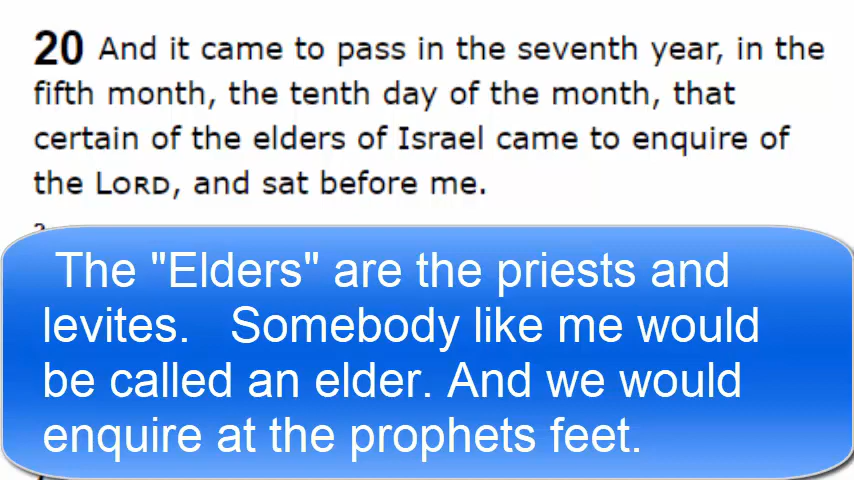 20 And it came to pass in the seventh year, in the
fifth month, the tenth day of the month, that
certain of the elders of Israel came to enquire of
the LORD, and sat before me.
The "Elders" are the priests and
levites.   Somebody like me would
be called an elder. And we would
enquire at the prophets feet.